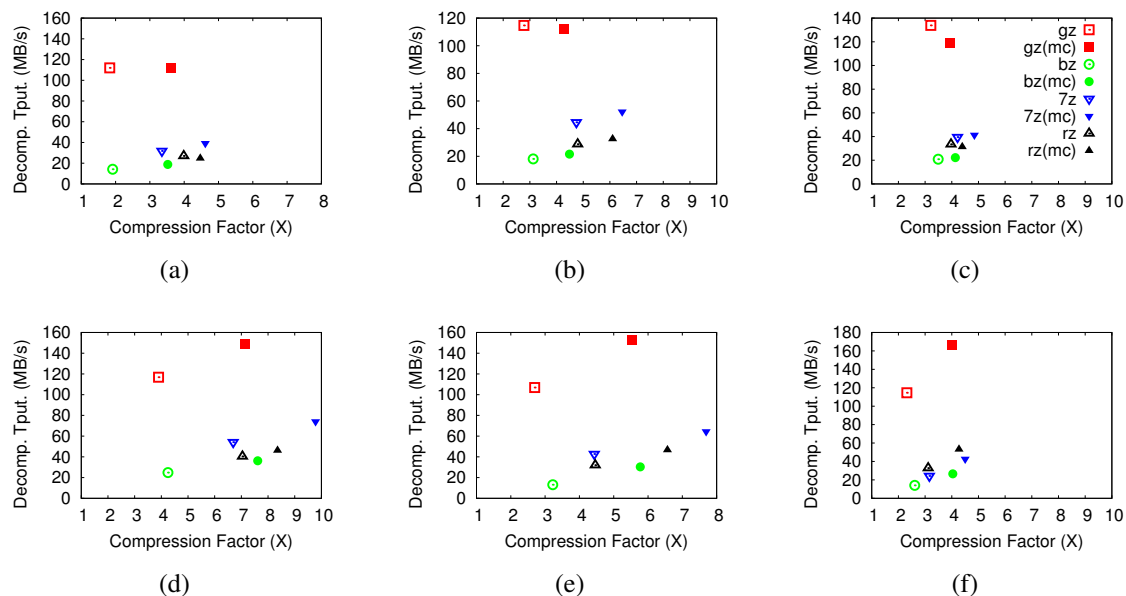 160
140
120
100
80
60
40
20
0
Decomp. Tput. (MB/s)
1 2 3 4 5 6 7 8
Compression Factor (X)
(a)
120
100
80
60
40
20
0
Decomp. Tput. (MB/s)
1 2 3 4 5 6 7 8 9 10
Compression Factor (X)
(b)
140
120
100
80
60
40
20
0
Decomp. Tput. (MB/s)
gz
gz(mc)
bz
bz(mc)
7z
7z(mc)
rz
rz(mc)
1 2 3 4 5 6 7 8 9 10
Compression Factor (X)
(c)
160
140
120
100
80
60
40
20
0
Decomp. Tput. (MB/s)
1 2 3 4 5 6 7 8 9 10
Compression Factor (X)
(d)
160
140
120
100
80
60
40
20
0
Decomp. Tput. (MB/s)
1 2 3 4 5 6 7 8
Compression Factor (X)
(e)
180
160
140
120
100
80
60
40
20
0
Decomp. Tput. (MB/s)
1 2 3 4 5 6 7 8 9 10
Compression Factor (X)
(f)